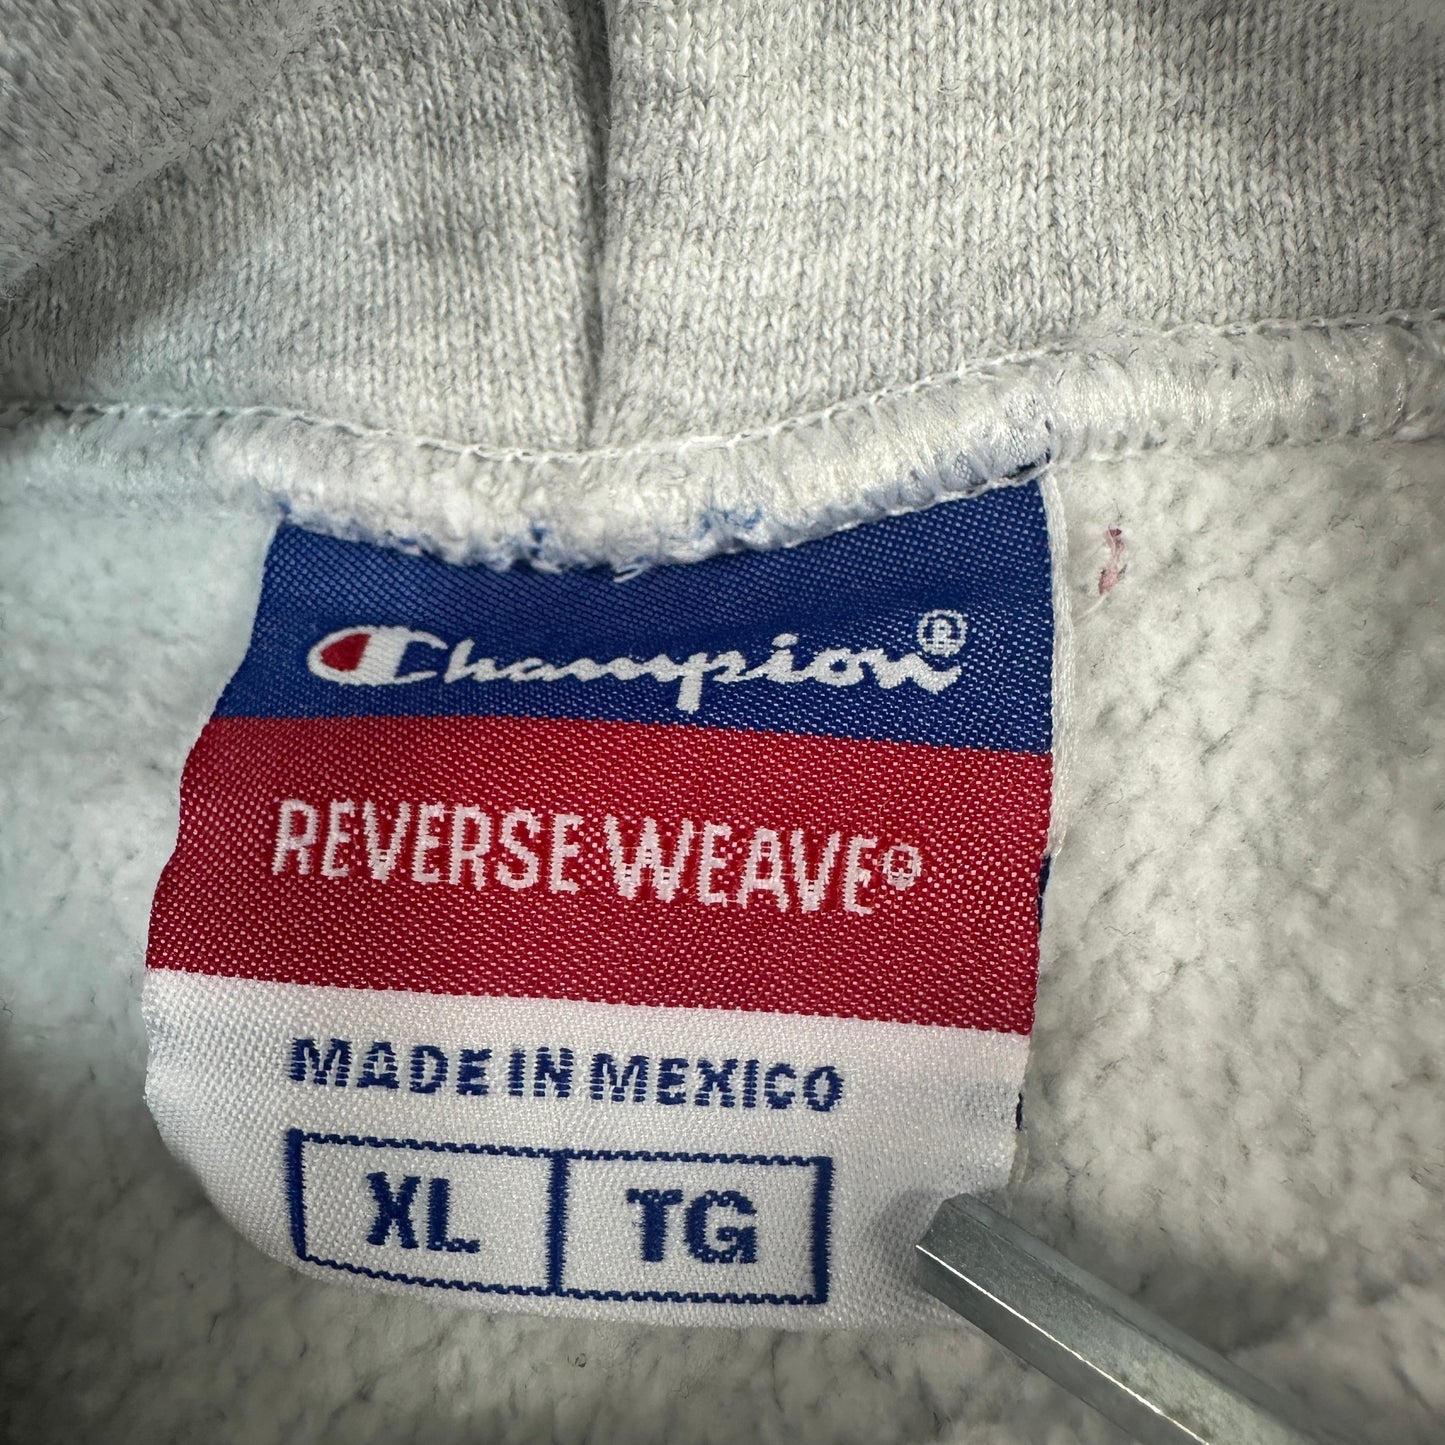 Champion®
REVERSE WEAVE®
MADE IN MEXICO
XL TG